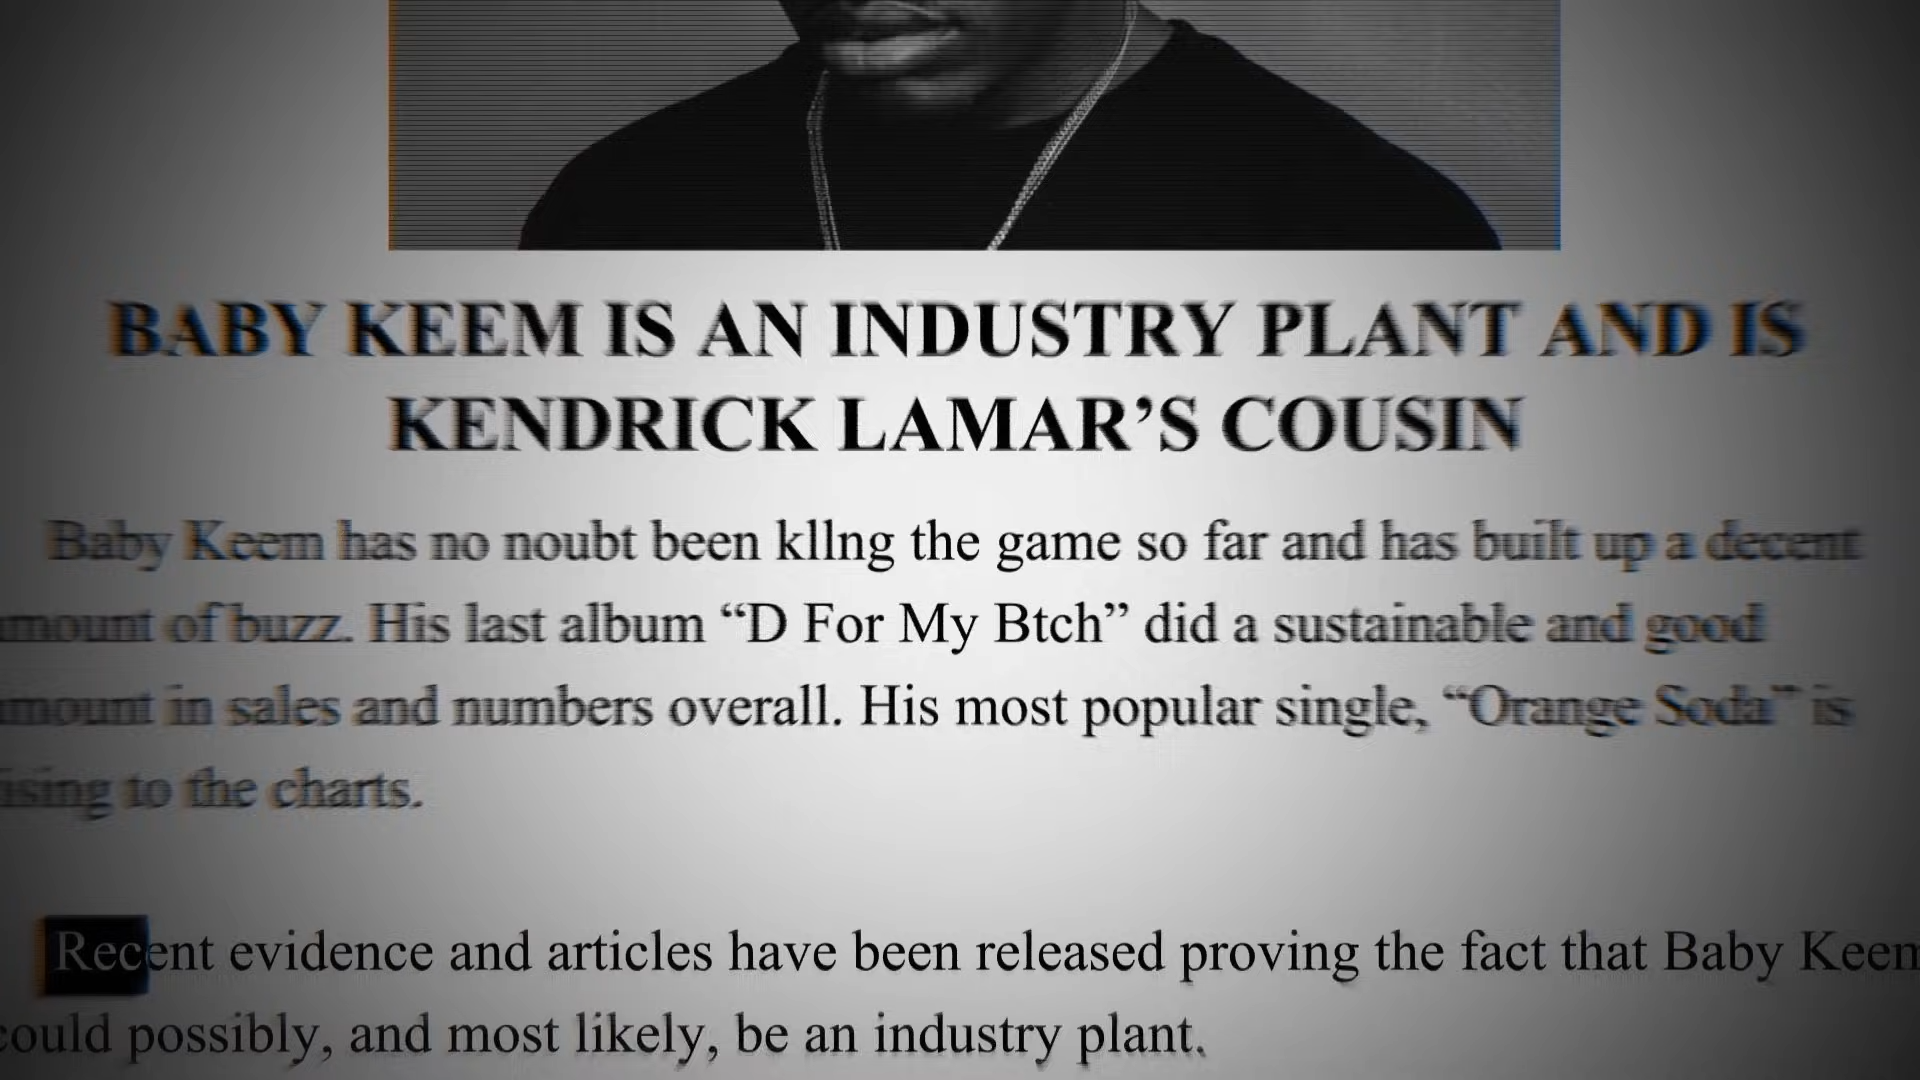 BABY KEEM IS AN INDUSTRY PLANT AND IS
KENDRICK LAMAR’S COUSIN
Baby Keem has no noubt been kllng the game so far and has built up a decent
mount of buzz. His last album “D For My Btch” did a sustainable and good
mount in sales and numbers overall. His most popular single, “Orange Soda” is
ising to the charts.
Recent evidence and articles have been released proving the fact that Baby Keem
could possibly, and most likely, be an industry plant.